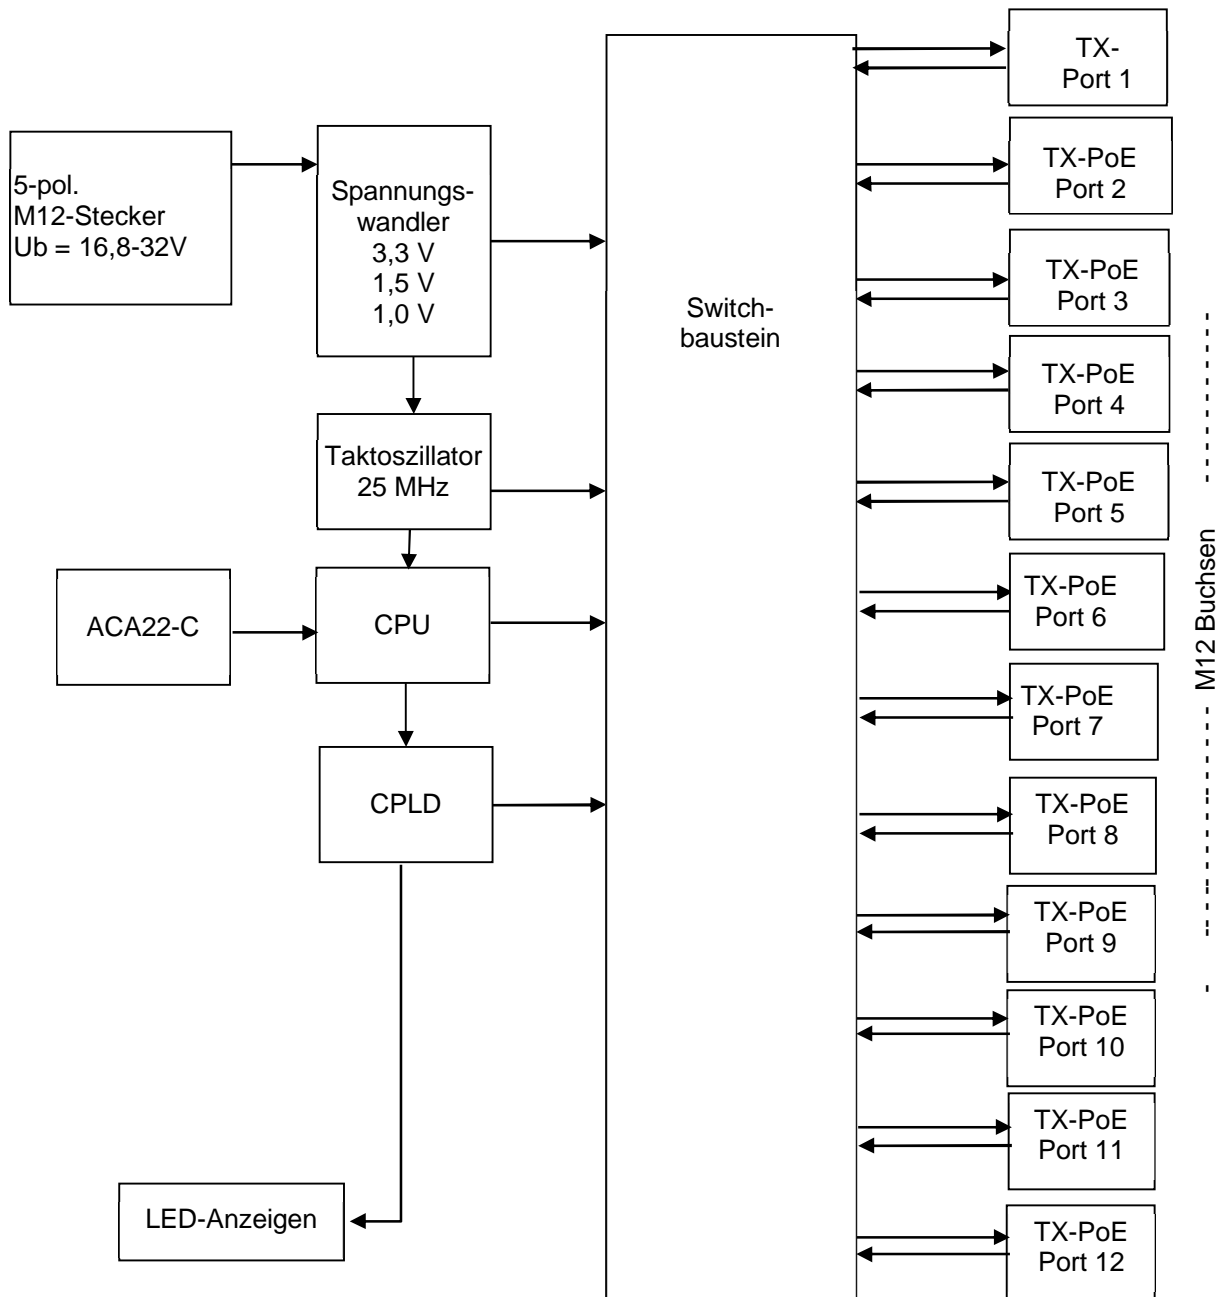 5-pol.
M12-Stecker
Ub = 16,8-32V
Spannungs-
wandler
3,3 V
1,5 V
1,0 V
Taktoszillator
25 MHz
ACA22-C
CPU
CPLD
LED-Anzeigen
Switch-
baustein
TX-
Port 1
TX-PoE
Port 2
TX-PoE
Port 3
TX-PoE
Port 4
TX-PoE
Port 5
TX-PoE
Port 6
TX-PoE
Port 7
TX-PoE
Port 8
TX-PoE
Port 9
TX-PoE
Port 10
TX-PoE
Port 11
TX-PoE
Port 12
M12 Buchsen